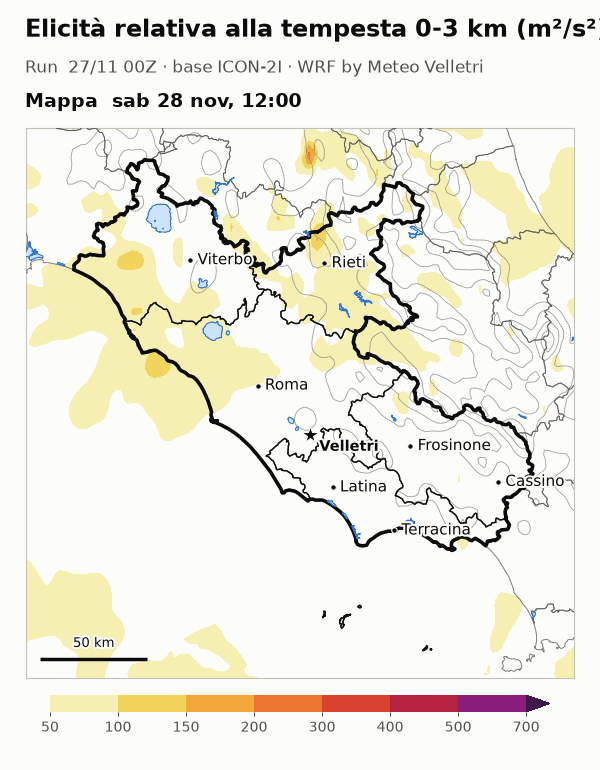 Elicità relativa alla tempesta 0-3 km (m²/s²)
Run 27/11 00Z · base ICON-2I · WRF by Meteo Velletri
Mappa sab 28 nov, 12:00
Viterbo
Rieti
Roma
Velletri
Frosinone
Cassino
Latina
Terracina
50 km
50 100 150 200 300 400 500 700